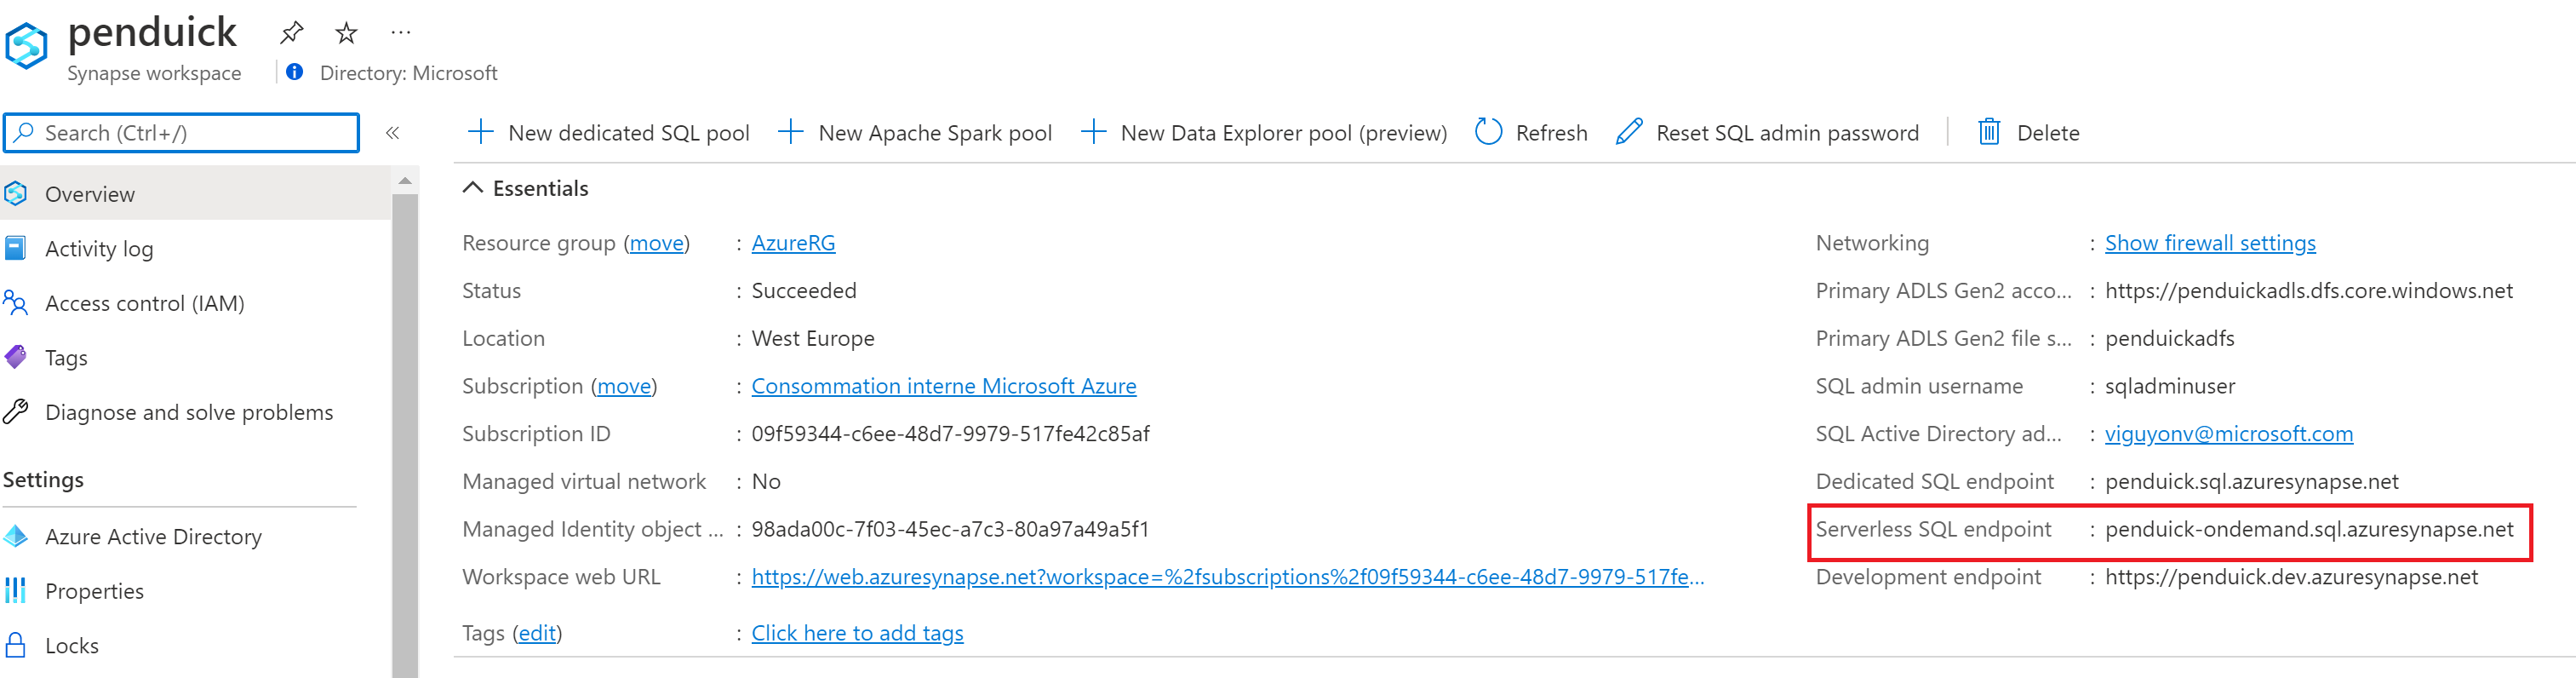 penduick
...
Synapse workspace
Directory: Microsoft
Search (Ctrl+/)
«
New dedicated SQL pool
New Apache Spark pool
New Data Explorer pool (preview)
Refresh
Reset SQL admin password
Delete
Overview
Activity log
Access control (IAM)
Tags
Diagnose and solve problems
Settings
Azure Active Directory
Properties
Locks
Essentials
Resource group (move) : AzureRG
Status : Succeeded
Location : West Europe
Subscription (move) : Consommation interne Microsoft Azure
Subscription ID : 09f59344-c6ee-48d7-9979-517fe42c85af
Managed virtual network : No
Managed Identity object ... : 98ada00c-7f03-45ec-a7c3-80a97a49a5f1
Workspace web URL : https://web.azuresynapse.net?workspace=%2fsubscriptions%2f09f59344-c6ee-48d7-9979-517fe...
Tags (edit) : Click here to add tags
Networking : Show firewall settings
Primary ADLS Gen2 acco... : https://penduickadls.dfs.core.windows.net
Primary ADLS Gen2 file s... : penduickadfs
SQL admin username : sqladminuser
SQL Active Directory ad... : viguyonv@microsoft.com
Dedicated SQL endpoint : penduick.sql.azuresynapse.net
Serverless SQL endpoint : penduick-ondemand.sql.azuresynapse.net
Development endpoint : https://penduick.dev.azuresynapse.net